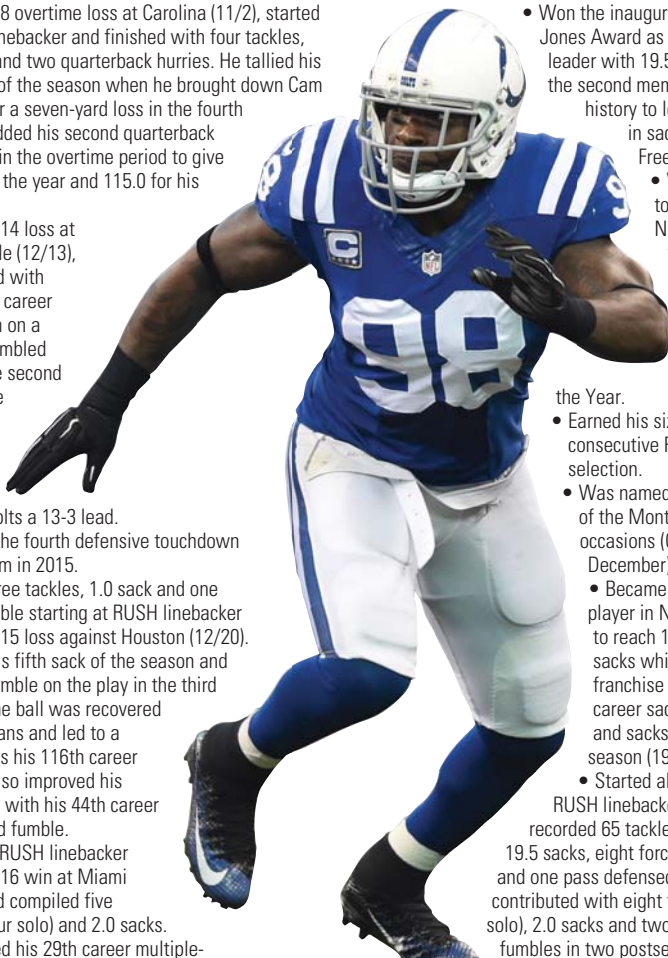 8 overtime loss at Carolina (11/2), started
nebacker and finished with four tackles,
and two quarterback hurries. He tallied his
of the season when he brought down Cam
r a seven-yard loss in the fourth
dded his second quarterback
in the overtime period to give
the year and 115.0 for his
14 loss at
le (12/13),
d with
career
n on a
mbled
e second
e
olts a 13-3 lead.
he fourth defensive touchdown
m in 2015.
ree tackles, 1.0 sack and one
ble starting at RUSH linebacker
15 loss against Houston (12/20).
s fifth sack of the season and
mble on the play in the third
ne ball was recovered
ans and led to a
s his 116th career
so improved his
with his 44th career
d fumble.
RUSH linebacker
16 win at Miami
d compiled five
ur solo) and 2.0 sacks.
ed his 29th career multiple-
COLTS
98
98
C
NFL
98
• Won the inaugur
Jones Award as
leader with 19.5
the second mem
history to le
in sac
Free
• V
to
N
the Year.
• Earned his six
consecutive P
selection.
• Was named
of the Mont
occasions (
December)
• Became
player in N
to reach 1
sacks whi
franchise
career sac
and sacks
season (19
• Started al
RUSH linebacke
recorded 65 tackle
19.5 sacks, eight forc
and one pass defensed
contributed with eight t
solo), 2.0 sacks and two
fumbles in two postse